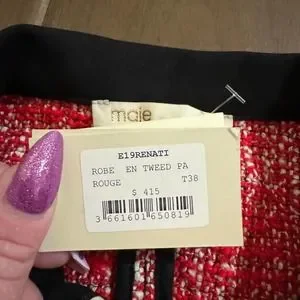 maje
E19RENATI
ROBE EN TWEED PA
ROUGE T38
$ 415
3 661601 650819